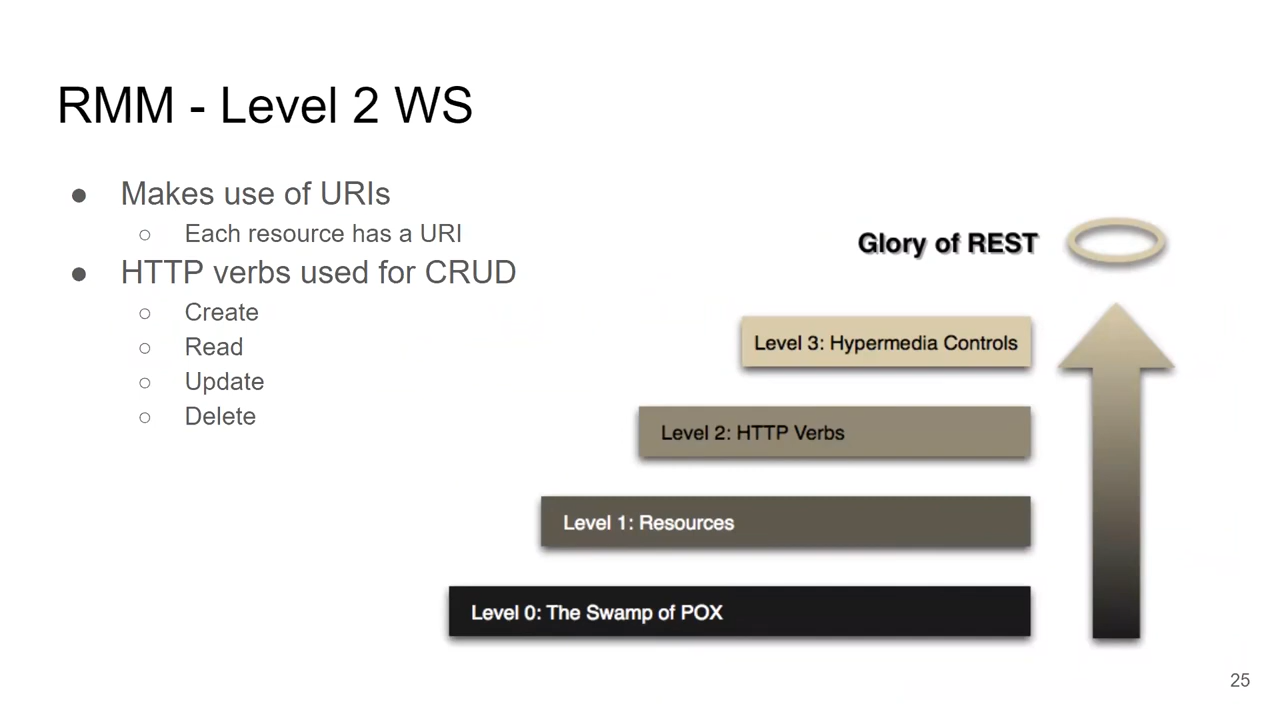 RMM - Level 2 WS
● Makes use of URIs
○ Each resource has a URI
● HTTP verbs used for CRUD
○ Create
○ Read
○ Update
○ Delete
Glory of REST
Level 3: Hypermedia Controls
Level 2: HTTP Verbs
Level 1: Resources
Level 0: The Swamp of POX
25